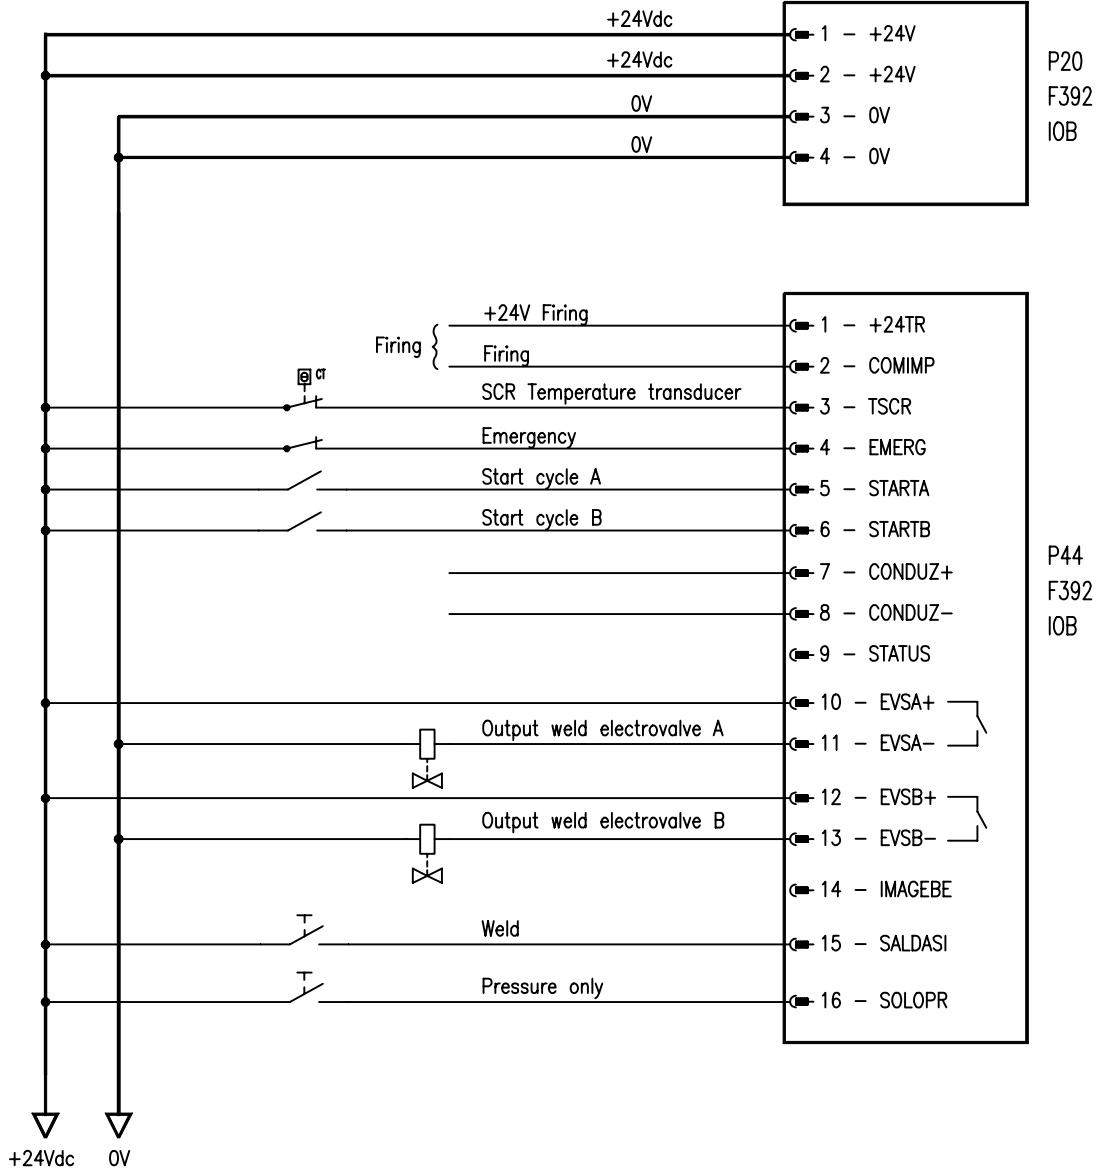 +24Vdc
1 - +24V
+24Vdc
2 - +24V
0V
3 - 0V
0V
4 - 0V
P20
F392
IOB
+24V Firing
1 - +24TR
Firing
Firing
2 - COMIMP
CT
SCR Temperature transducer
3 - TSCR
Emergency
4 - EMERG
Start cycle A
5 - STARTA
Start cycle B
6 - STARTB
7 - CONDUZ+
8 - CONDUZ-
9 - STATUS
P44
F392
IOB
10 - EVSA+
Output weld electrovalve A
11 - EVSA-
12 - EVSB+
Output weld electrovalve B
13 - EVSB-
14 - IMAGEBE
Weld
15 - SALDASI
Pressure only
16 - SOLOPR
+24Vdc
0V